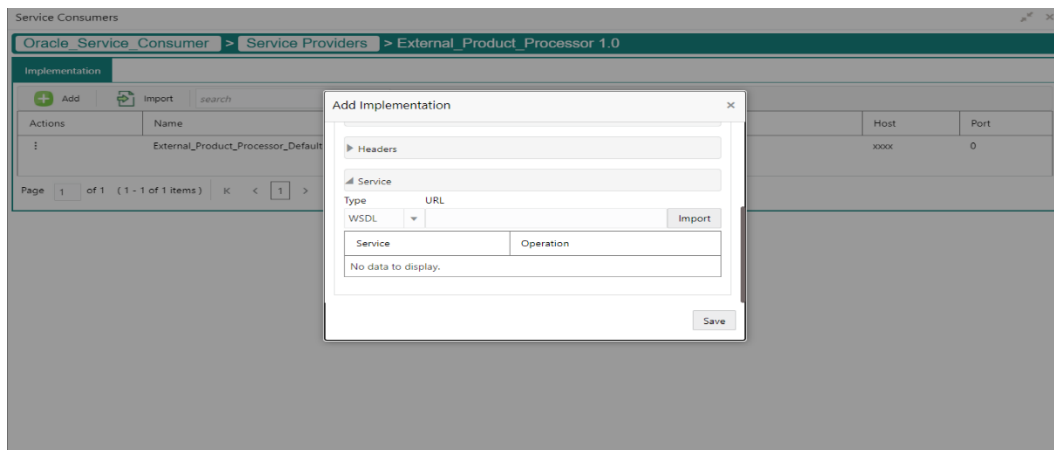 Service Consumers
Oracle_Service_Consumer > Service Providers > External_Product_Processor 1.0
Implementation
Add Import search
Actions Name Host Port
External_Product_Processor_Default xxxx 0
Page 1 of 1 (1 - 1 of 1 items) K < 1 >
Add Implementation ×
Headers
Service
Type URL
WSDL Import
Service Operation
No data to display.
Save